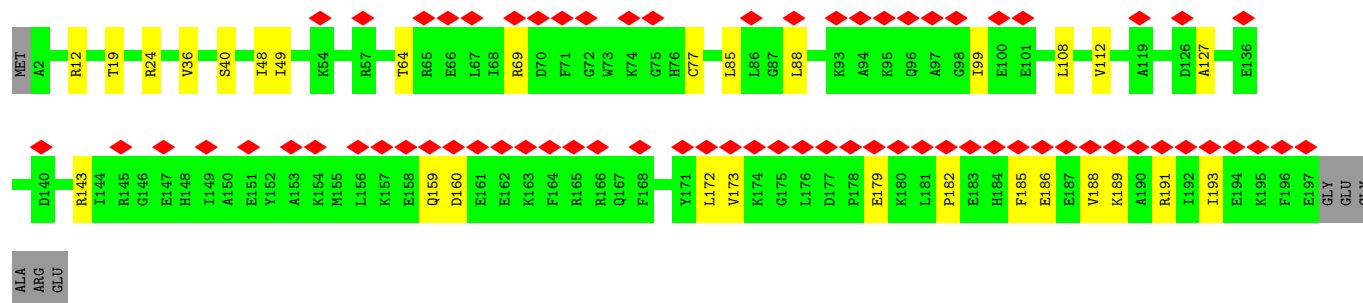 MET A2 R12 T19 R24 V36 S40 I48 I49 K54 R57 T64 R65 E66 L67 I68 R69 D70 F71 G72 W73 K74 G75 H76 C77 L85 L86 G87 L88 K93 A94 K95 Q96 A97 G98 I99 E100 E101 L108 V112 A119 D126 A127 E136
D140 R143 I144 R145 G146 E147 H148 I149 A150 E151 Y152 A153 K154 M155 L156 K157 E158 Q159 D160 E161 E162 K163 F164 R165 R166 Q167 F168 Y171 L172 V173 K174 G175 L176 D177 P178 E179 K180 L181 P182 E183 H184 F185 E186 E187 V188 K189 A190 R191 I192 I193 E194 K195 F196 E197 GLY GLU
ALA ARG GLU